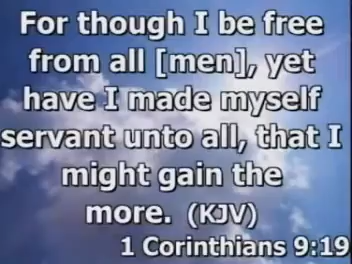 For though I be free
from all [men], yet
have I made myself
servant unto all, that I
might gain the
more. (KJV)
1 Corinthians 9:19